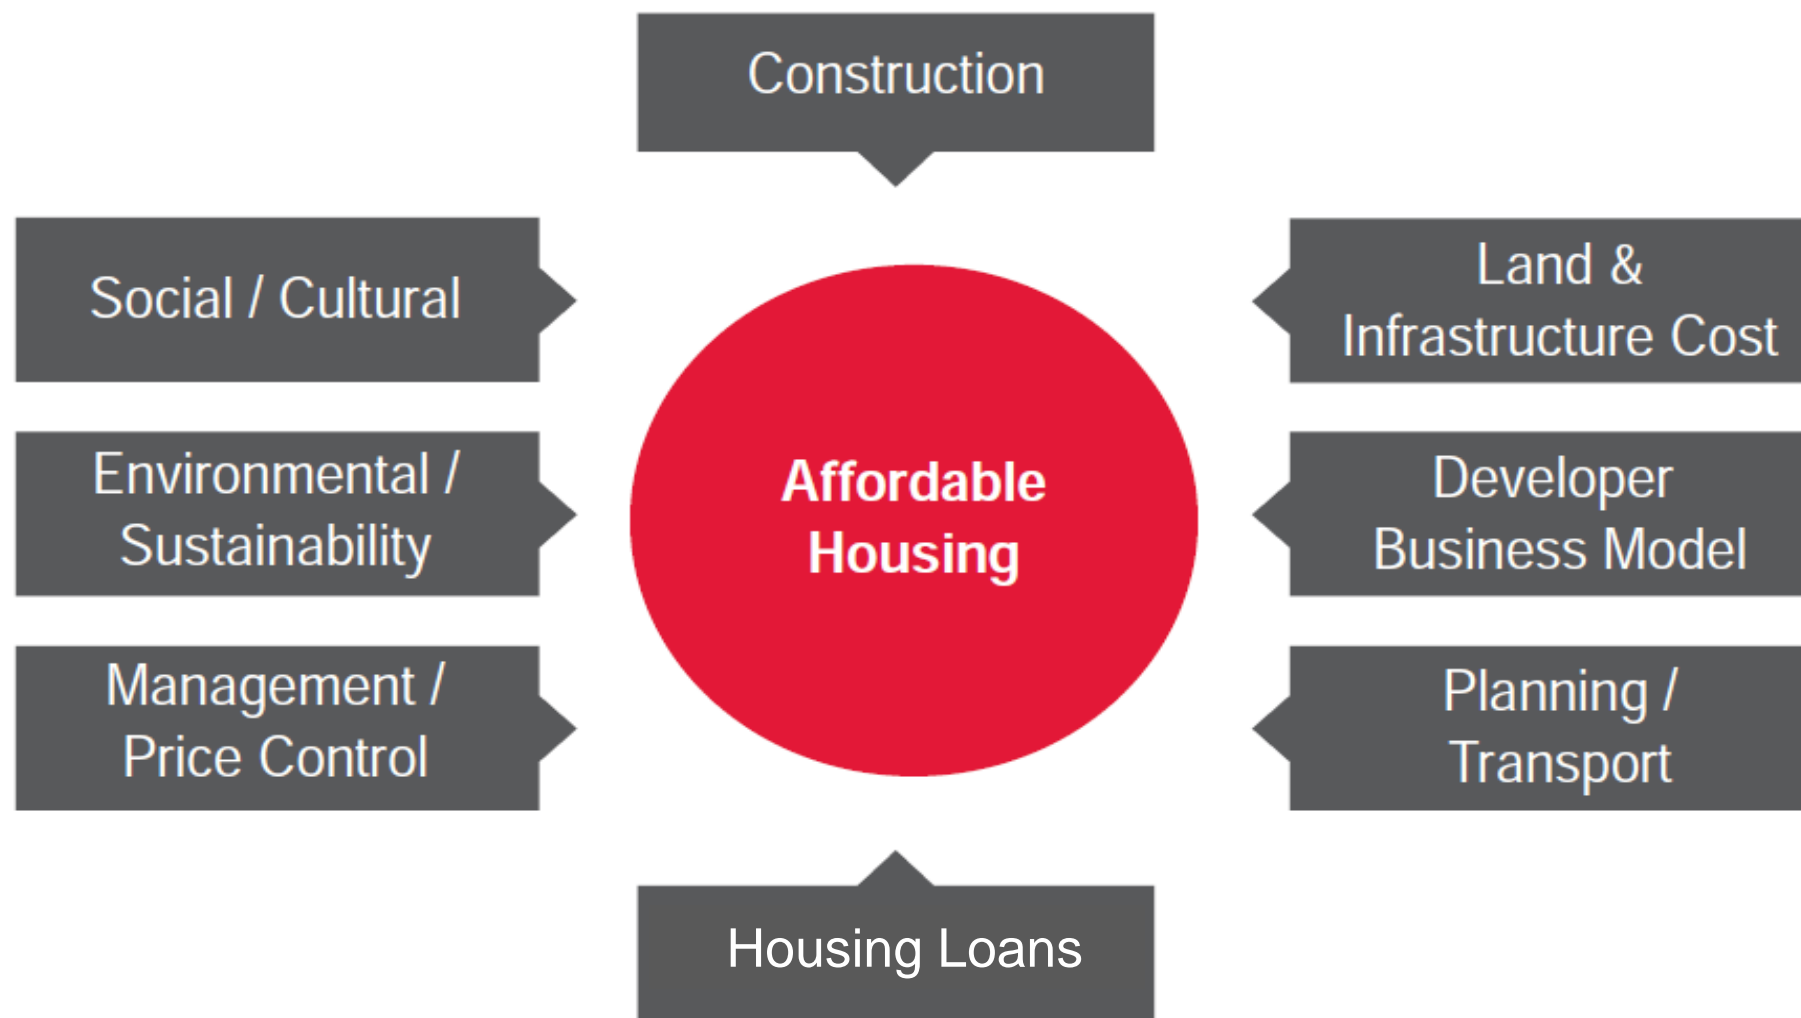 Construction
Social / Cultural
Land &
Infrastructure Cost
Environmental /
Sustainability
Affordable
Housing
Developer
Business Model
Management /
Price Control
Planning /
Transport
Housing Loans